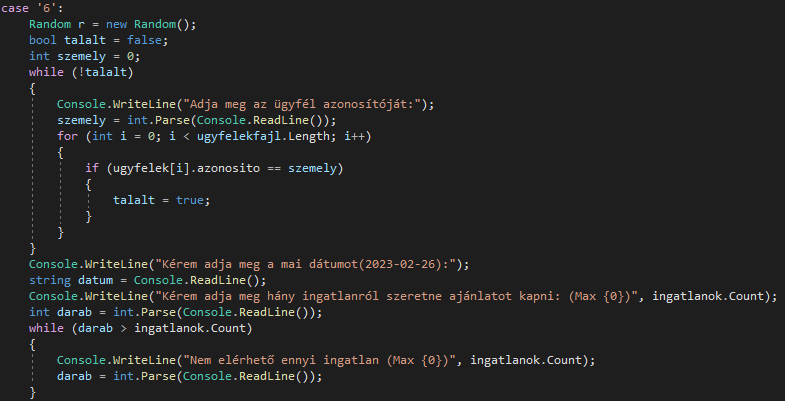 case '6':
Random r = new Random();
bool talalt = false;
int szemely = 0;
while (!talalt)
{
Console.WriteLine("Adja meg az ügyfél azonosítóját:");
szemely = int.Parse(Console.ReadLine());
for (int i = 0; i < ugyfelekfajl.Length; i++)
{
if (ugyfelek[i].azonosito == szemely)
{
talalt = true;
}
}
}
Console.WriteLine("Kérem adja meg a mai dátumot(2023-02-26):");
string datum = Console.ReadLine();
Console.WriteLine("Kérem adja meg hány ingatlanról szeretne ajánlatot kapni: (Max {0})", ingatlanok.Count);
int darab = int.Parse(Console.ReadLine());
while (darab > ingatlanok.Count)
{
Console.WriteLine("Nem elérhető ennyi ingatlan (Max {0})", ingatlanok.Count);
darab = int.Parse(Console.ReadLine());
}